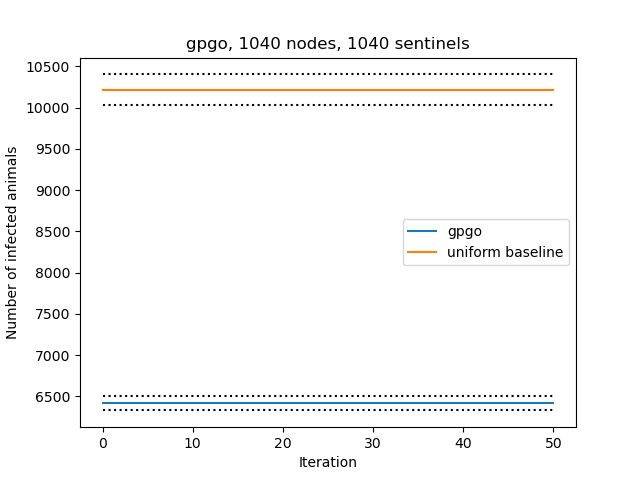 gpgo, 1040 nodes, 1040 sentinels
10500
10000
9500
9000
8500
8000
7500
7000
6500
Number of infected animals
gpgo
uniform baseline
0 10 20 30 40 50
Iteration